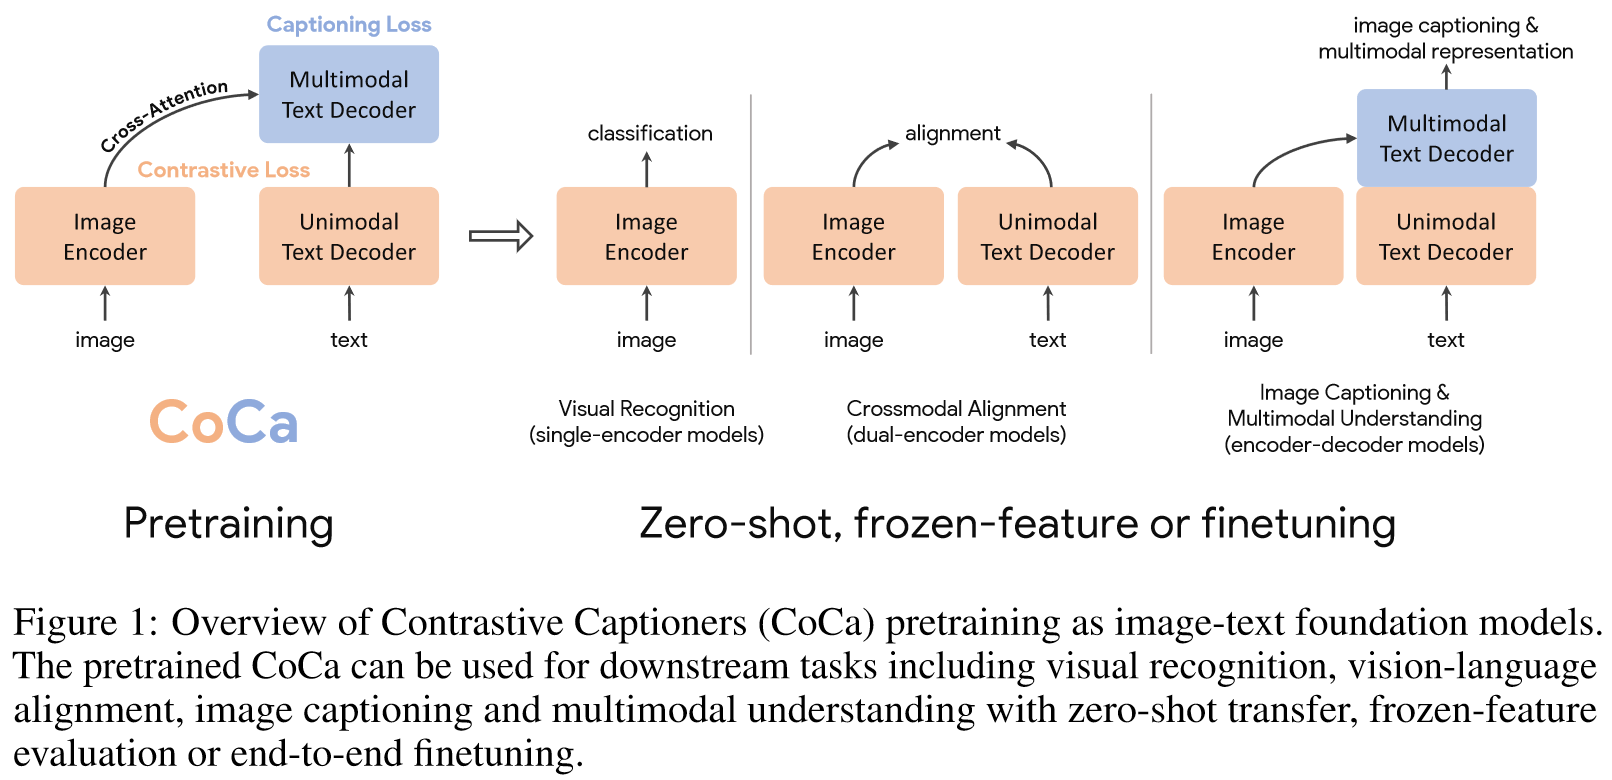 Captioning Loss
Multimodal
Text Decoder
Cross-Attention
Contrastive Loss
Image
Encoder
Unimodal
Text Decoder
image
text
CoCa
Pretraining
classification
Image
Encoder
image
Visual Recognition
(single-encoder models)
alignment
Image
Encoder
Unimodal
Text Decoder
image
text
Crossmodal Alignment
(dual-encoder models)
image captioning &
multimodal representation
Multimodal
Text Decoder
Image
Encoder
Unimodal
Text Decoder
image
text
Image Captioning &
Multimodal Understanding
(encoder-decoder models)
Zero-shot, frozen-feature or finetuning
Figure 1: Overview of Contrastive Captioners (CoCa) pretraining as image-text foundation models.
The pretrained CoCa can be used for downstream tasks including visual recognition, vision-language
alignment, image captioning and multimodal understanding with zero-shot transfer, frozen-feature
evaluation or end-to-end finetuning.